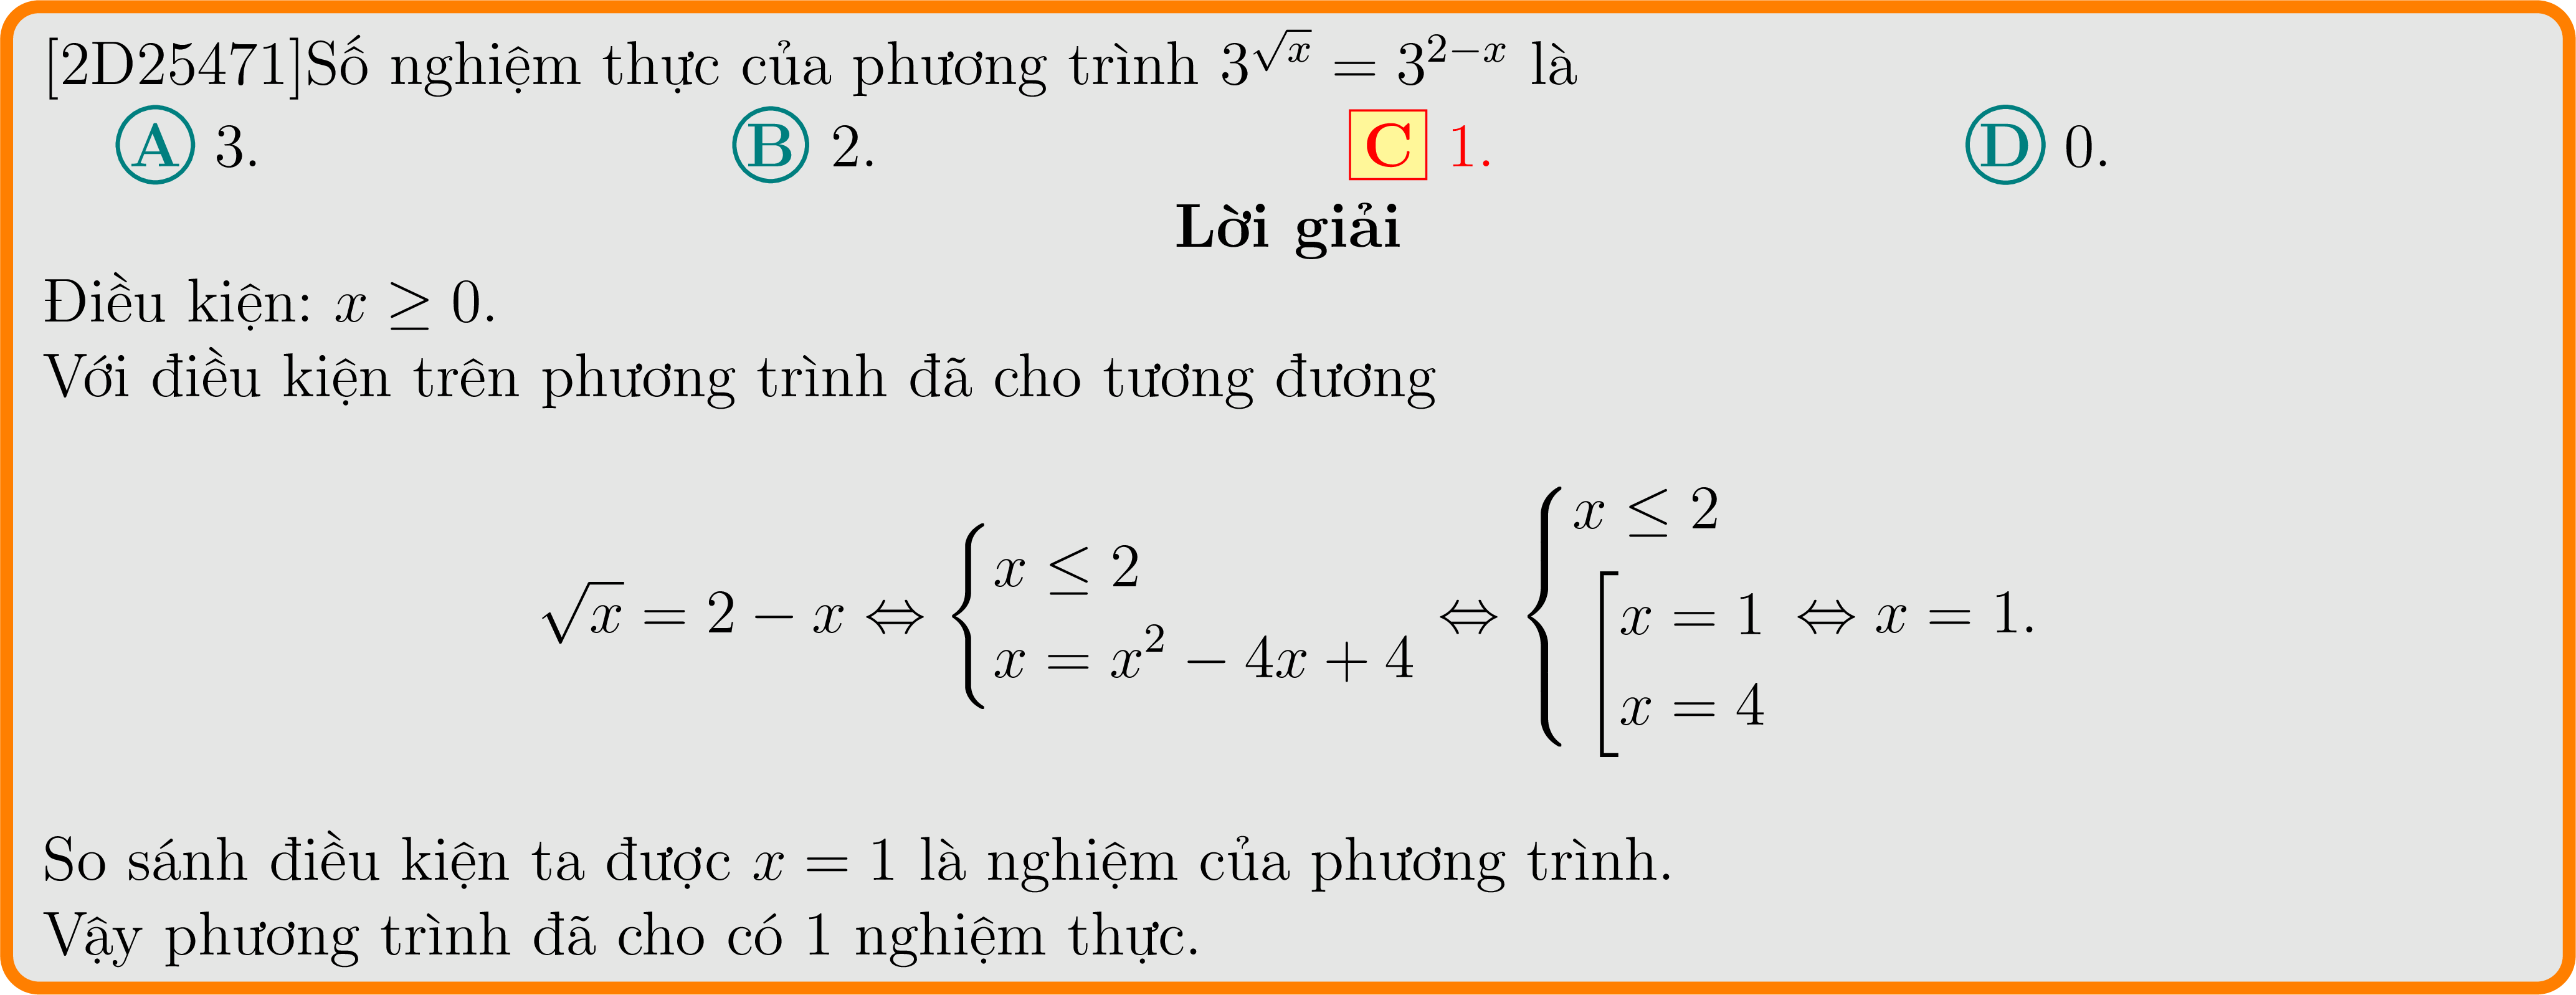 [2D25471]Số nghiệm thực của phương trình $3^{\sqrt{x}} = 3^{2-x}$ là
A 3. B 2. C 1. D 0.
Lời giải
Điều kiện: $x \geq 0$.
Với điều kiện trên phương trình đã cho tương đương
$\sqrt{x} = 2 - x \Leftrightarrow \begin{cases} x \leq 2 \\ x = x^2 - 4x + 4 \end{cases} \Leftrightarrow \begin{cases} x \leq 2 \\ \left[\begin{array}{l} x = 1 \\ x = 4 \end{array}\right. \end{cases} \Leftrightarrow x = 1.$
So sánh điều kiện ta được $x = 1$ là nghiệm của phương trình.
Vậy phương trình đã cho có 1 nghiệm thực.